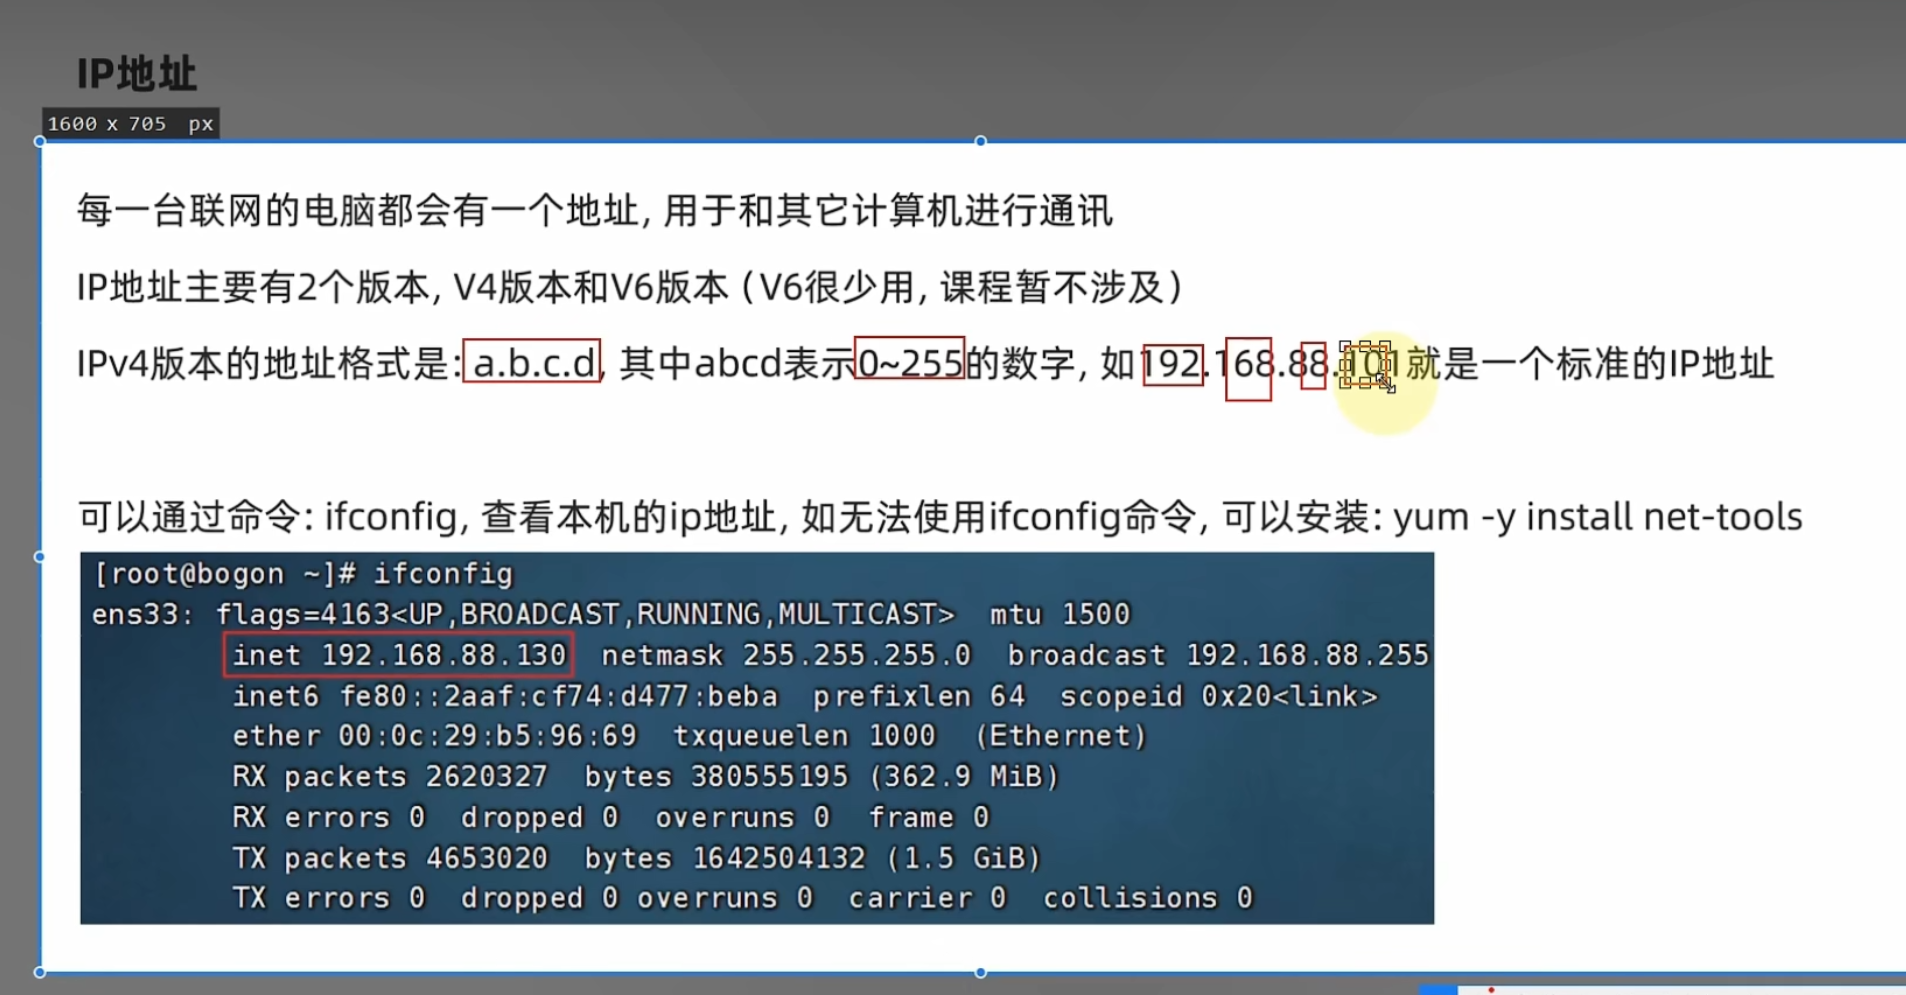 IP地址
1600 x 705 px
每一台联网的电脑都会有一个地址, 用于和其它计算机进行通讯
IP地址主要有2个版本, V4版本和V6版本 (V6很少用, 课程暂不涉及)
IPv4版本的地址格式是: a.b.c.d, 其中abcd表示0~255的数字, 如192.168.88.101就是一个标准的IP地址
可以通过命令: ifconfig, 查看本机的ip地址, 如无法使用ifconfig命令, 可以安装: yum -y install net-tools
[root@bogon ~]# ifconfig
ens33: flags=4163<UP,BROADCAST,RUNNING,MULTICAST>  mtu 1500
inet 192.168.88.130  netmask 255.255.255.0  broadcast 192.168.88.255
inet6 fe80::2aaf:cf74:d477:beba  prefixlen 64  scopeid 0x20<link>
ether 00:0c:29:b5:96:69  txqueuelen 1000  (Ethernet)
RX packets 2620327  bytes 380555195 (362.9 MiB)
RX errors 0  dropped 0  overruns 0  frame 0
TX packets 4653020  bytes 1642504132 (1.5 GiB)
TX errors 0  dropped 0 overruns 0  carrier 0  collisions 0